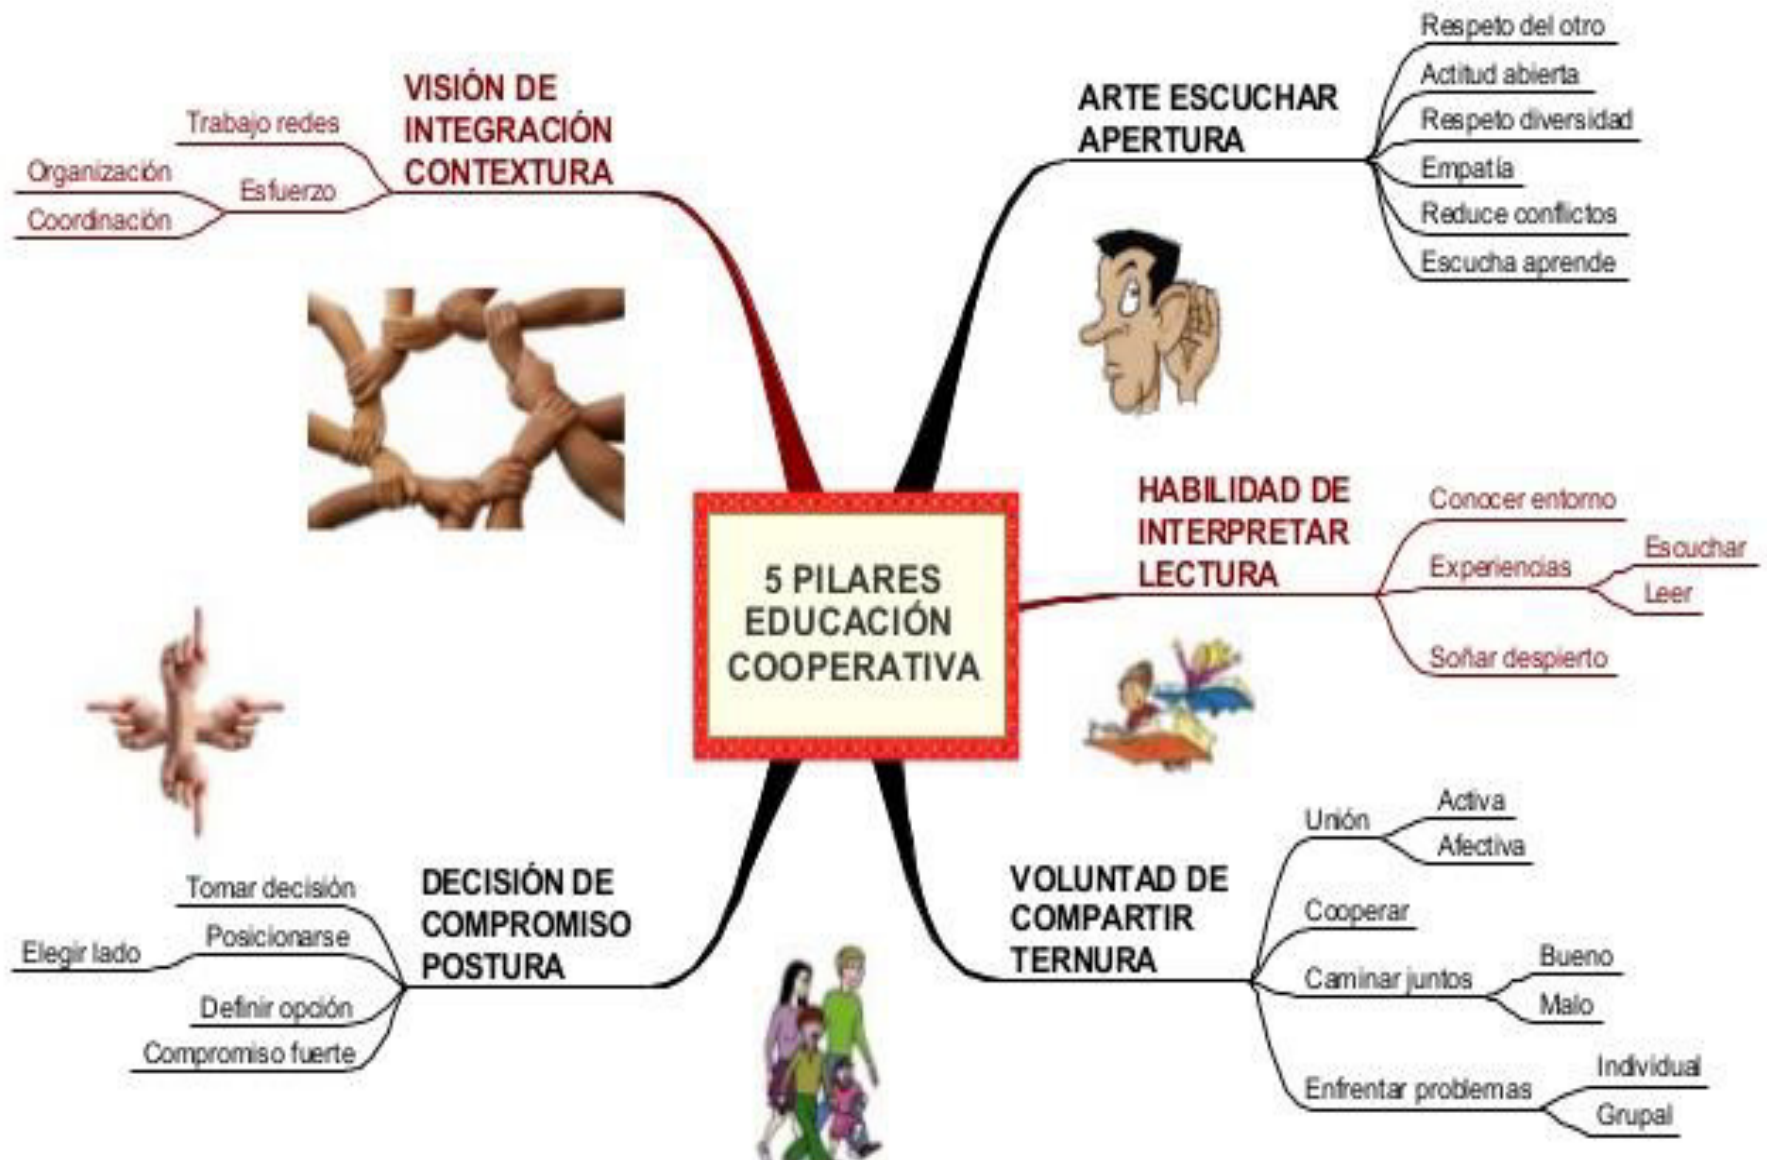 5 PILARES
EDUCACIÓN
COOPERATIVA
ARTE ESCUCHAR
APERTURA
Respeto del otro
Actitud abierta
Respeto diversidad
Empatía
Reduce conflictos
Escucha aprende
HABILIDAD DE
INTERPRETAR
LECTURA
Conocer entorno
Experiencias
Escuchar
Leer
Soñar despierto
VOLUNTAD DE
COMPARTIR
TERNURA
Unión
Activa
Afectiva
Cooperar
Caminar juntos
Bueno
Malo
Enfrentar problemas
Individual
Grupal
DECISIÓN DE
COMPROMISO
POSTURA
Tomar decisión
Posicionarse
Elegir lado
Definir opción
Compromiso fuerte
VISIÓN DE
INTEGRACIÓN
CONTEXTURA
Trabajo redes
Esfuerzo
Organización
Coordinación